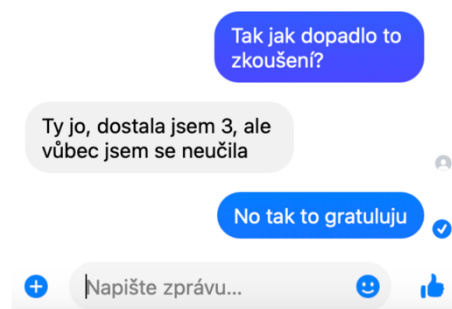 Tak jak dopadlo to
zkoušení?
Ty jo, dostala jsem 3, ale
vůbec jsem se neučila
No tak to gratuluju
Napište zprávu...